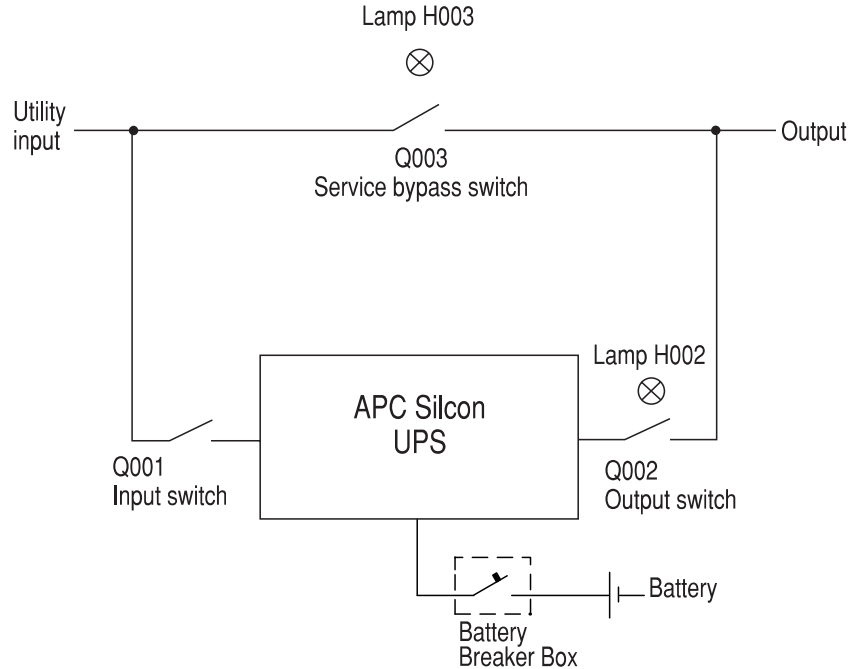 Lamp H003
Utility
input
Output
Q003
Service bypass switch
Lamp H002
APC Silcon
UPS
Q001
Input switch
Q002
Output switch
Battery
Battery
Breaker Box